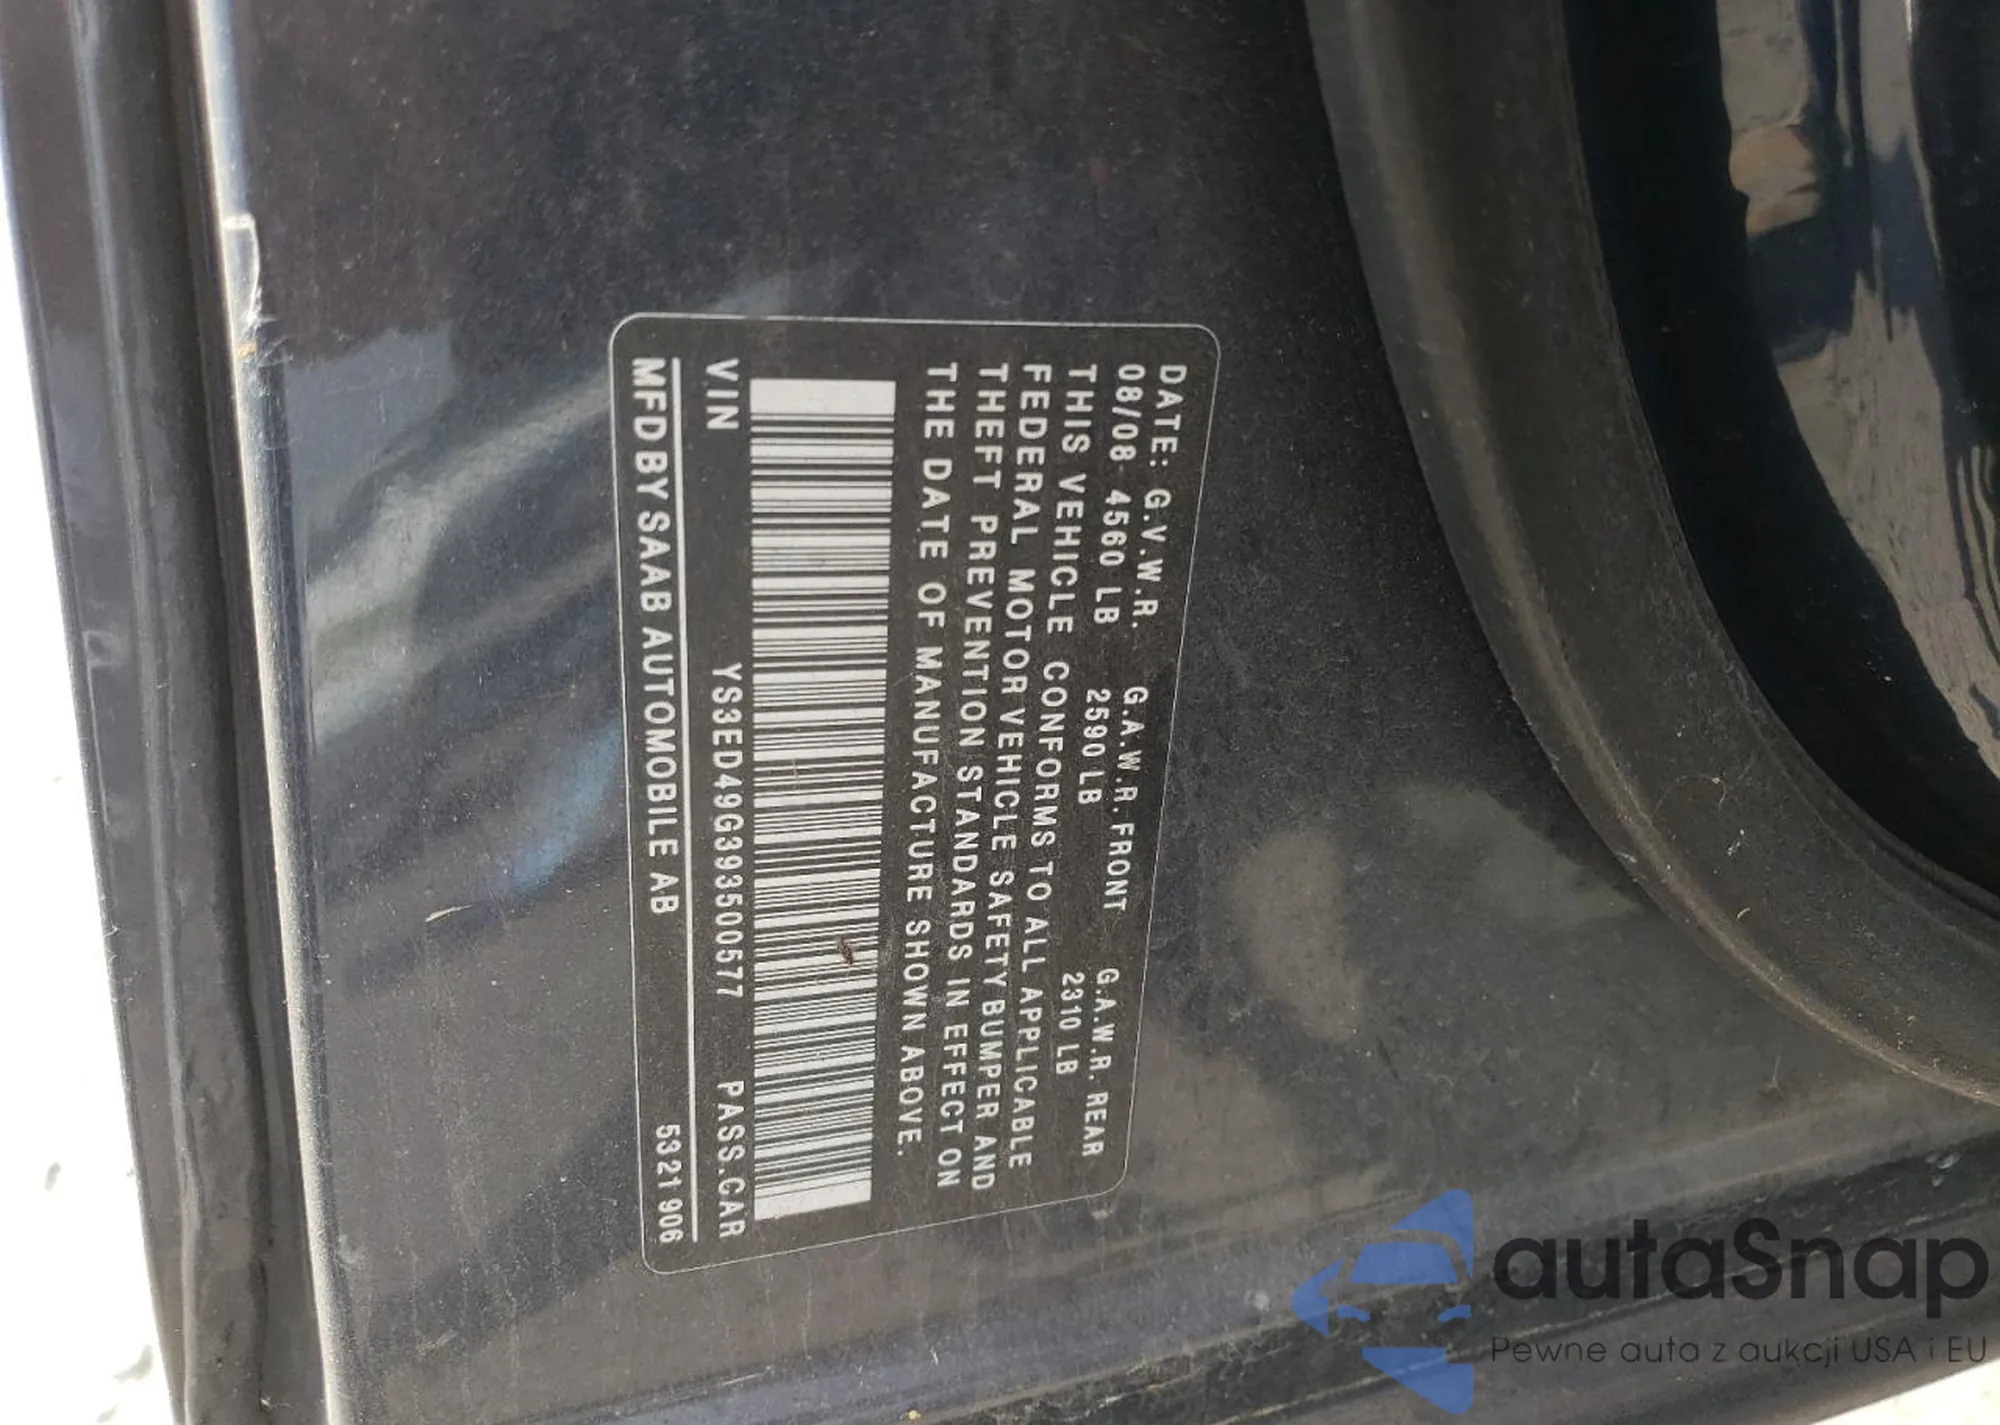 MFD BY SAAB AUTOMOBILE AB 5321906
VIN YS3ED49G393500577 PASS.CAR
DATE: G.V.W.R. G.A.W.R. FRONT G.A.W.R. REAR
08/08 4560 LB 2590 LB 2310 LB
THIS VEHICLE CONFORMS TO ALL APPLICABLE
FEDERAL MOTOR VEHICLE SAFETY BUMPER AND
THEFT PREVENTION STANDARDS IN EFFECT ON
THE DATE OF MANUFACTURE SHOWN ABOVE.
autaSnap
Pewne auta z aukcji USA i EU